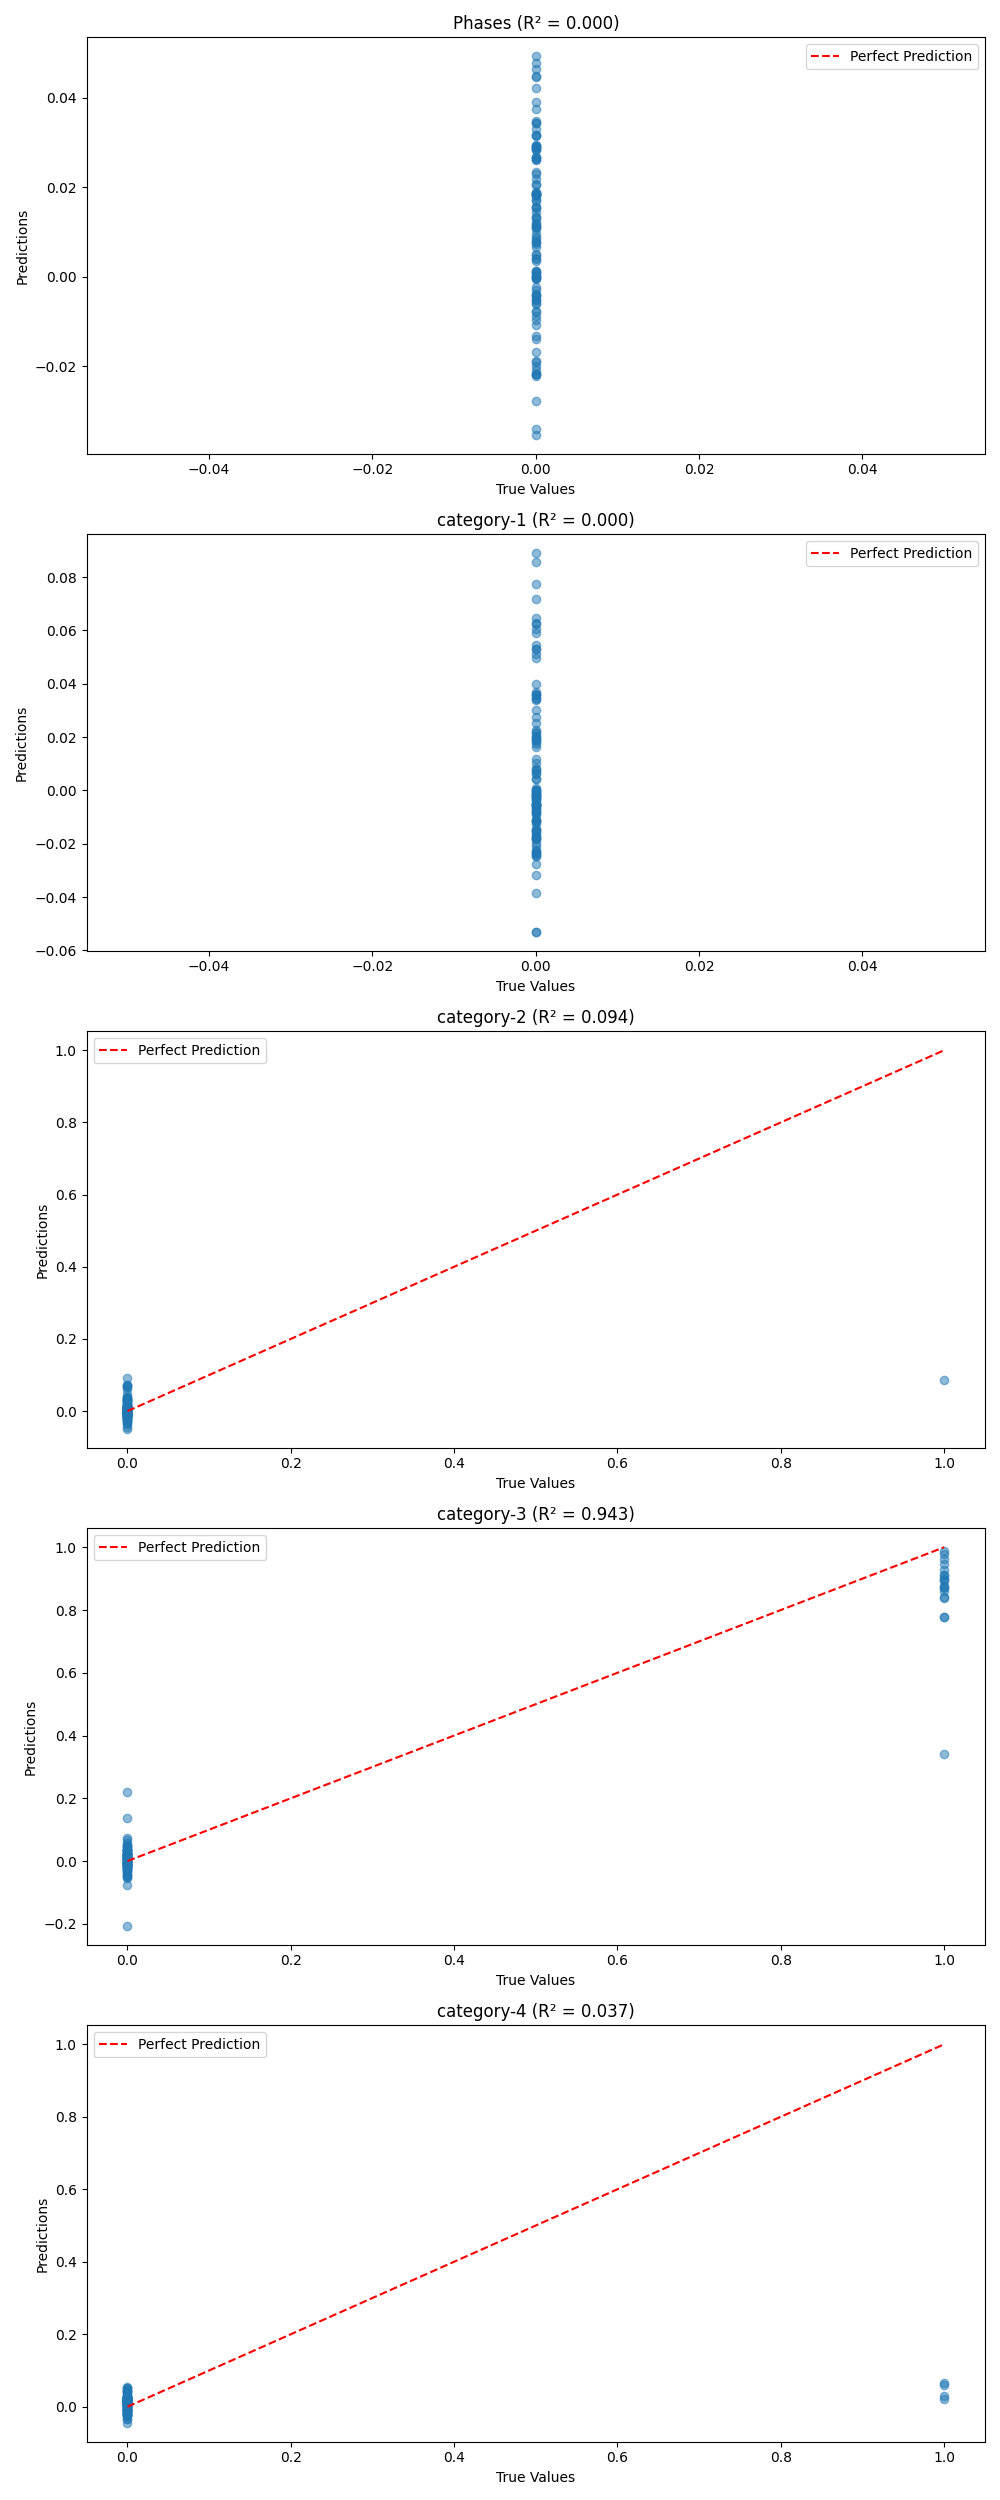 Phases (R² = 0.000)
Perfect Prediction
0.04
0.02
0.00
−0.02
Predictions
−0.04 −0.02 0.00 0.02 0.04
True Values
category-1 (R² = 0.000)
Perfect Prediction
0.08
0.06
0.04
0.02
0.00
−0.02
−0.04
−0.06
Predictions
−0.04 −0.02 0.00 0.02 0.04
True Values
category-2 (R² = 0.094)
Perfect Prediction
1.0
0.8
0.6
0.4
0.2
0.0
Predictions
0.0 0.2 0.4 0.6 0.8 1.0
True Values
category-3 (R² = 0.943)
Perfect Prediction
1.0
0.8
0.6
0.4
0.2
0.0
−0.2
Predictions
0.0 0.2 0.4 0.6 0.8 1.0
True Values
category-4 (R² = 0.037)
Perfect Prediction
1.0
0.8
0.6
0.4
0.2
0.0
Predictions
0.0 0.2 0.4 0.6 0.8 1.0
True Values